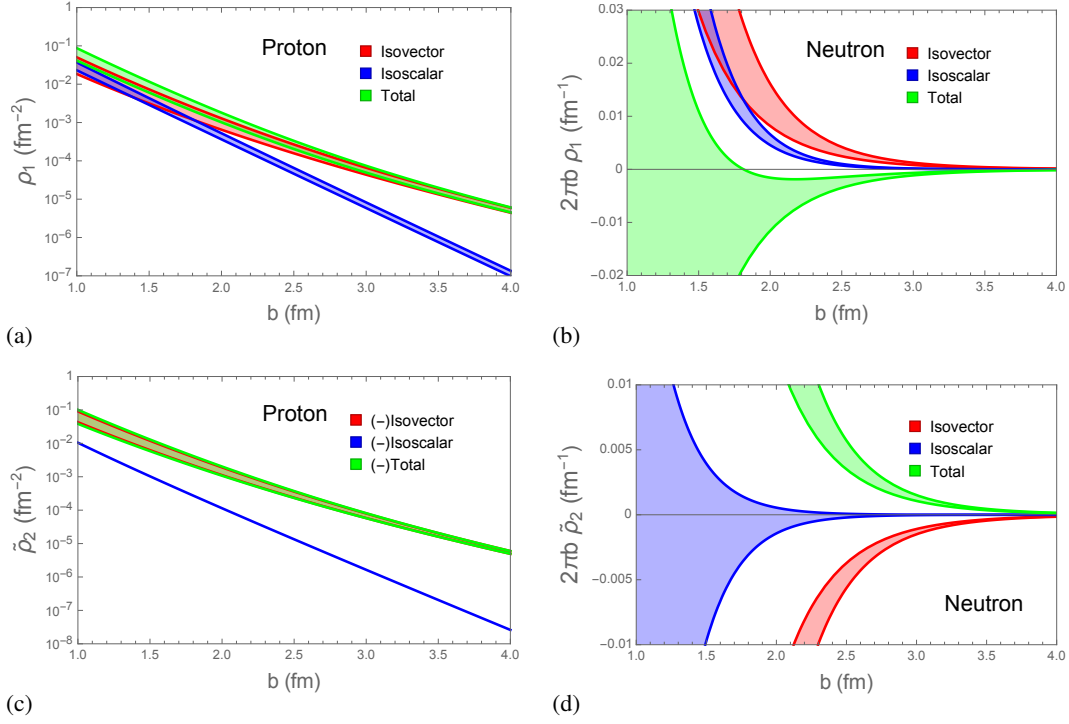 Proton
Isovector
Isoscalar
Total
ρ₁ (fm⁻²)
1
10⁻¹
10⁻²
10⁻³
10⁻⁴
10⁻⁵
10⁻⁶
10⁻⁷
1.0 1.5 2.0 2.5 3.0 3.5 4.0
b (fm)
(a)
Neutron
Isovector
Isoscalar
Total
2πb ρ₁ (fm⁻¹)
0.03
0.02
0.01
0
−0.01
−0.02
1.0 1.5 2.0 2.5 3.0 3.5 4.0
b (fm)
(b)
Proton
(−)Isovector
(−)Isoscalar
(−)Total
ρ̃₂ (fm⁻²)
1
10⁻¹
10⁻²
10⁻³
10⁻⁴
10⁻⁵
10⁻⁶
10⁻⁷
10⁻⁸
1.0 1.5 2.0 2.5 3.0 3.5 4.0
b (fm)
(c)
Isovector
Isoscalar
Total
Neutron
2πb ρ̃₂ (fm⁻¹)
0.01
0.005
0
−0.005
−0.01
1.0 1.5 2.0 2.5 3.0 3.5 4.0
b (fm)
(d)